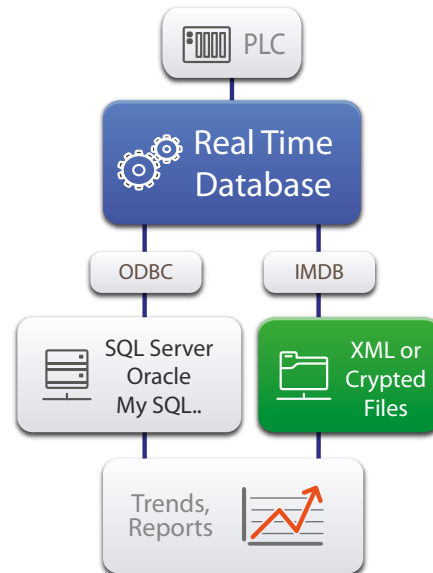 PLC
Real Time
Database
ODBC
IMDB
SQL Server
Oracle
My SQL..
XML or
Crypted
Files
Trends,
Reports